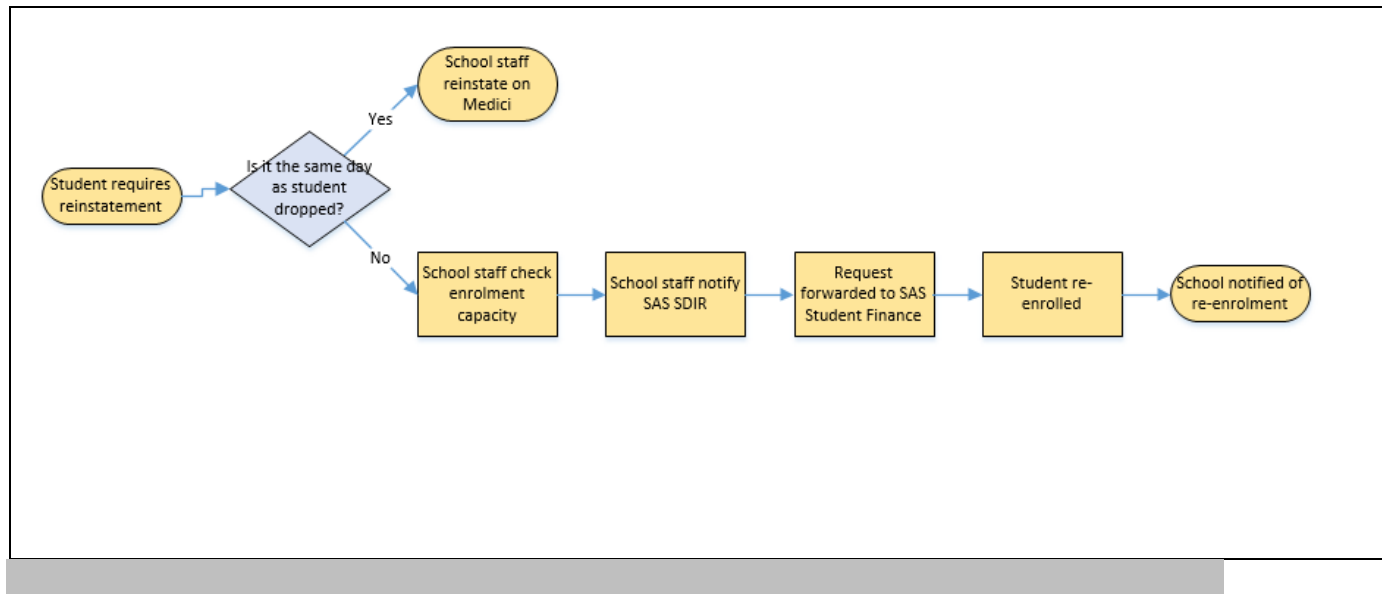 School staff
reinstate on
Medici
Yes
Is it the same day
as student
dropped?
Student requires
reinstatement
No
School staff check
enrolment
capacity
School staff notify
SAS SDIR
Request
forwarded to SAS
Student Finance
Student re-
enrolled
School notified of
re-enrolment